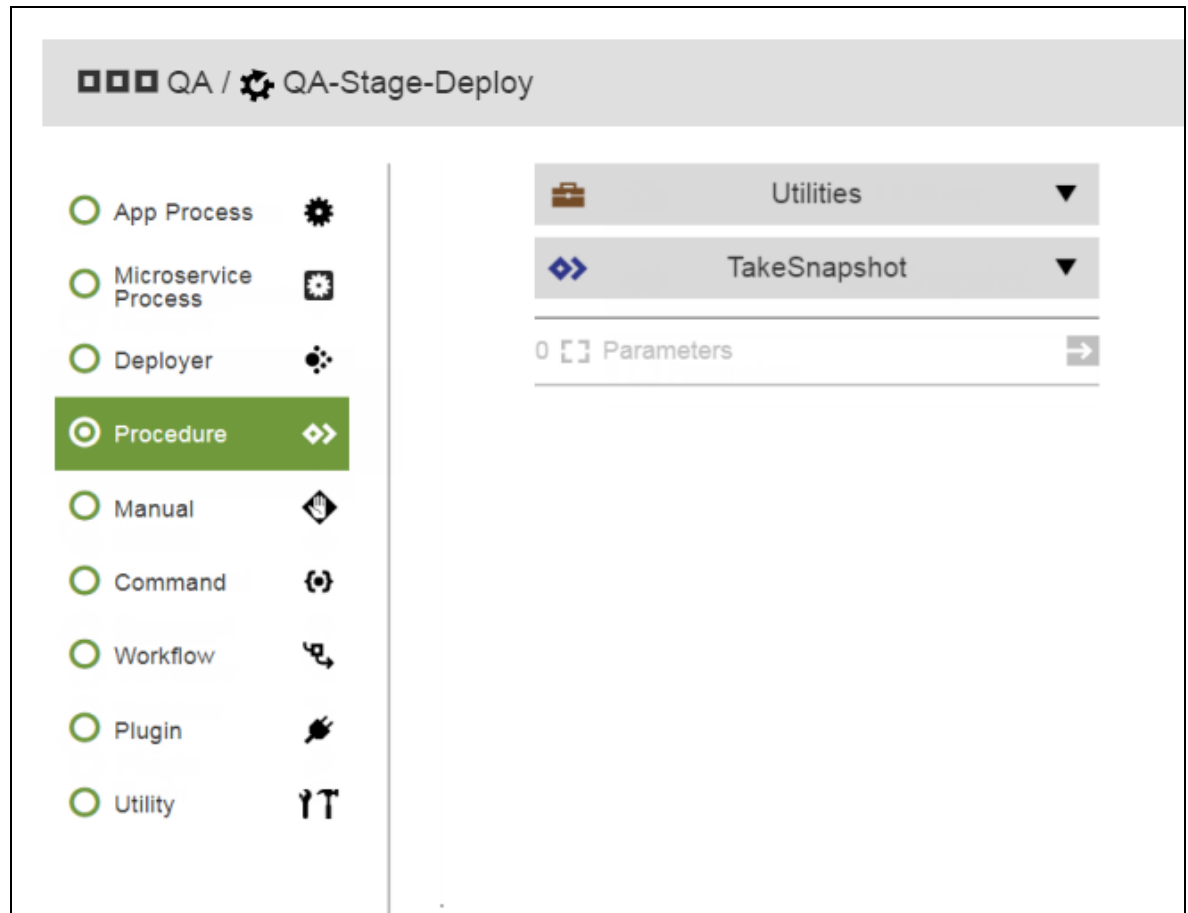 QA / QA-Stage-Deploy
App Process
Microservice
Process
Deployer
Procedure
Manual
Command
Workflow
Plugin
Utility
Utilities
TakeSnapshot
0 Parameters